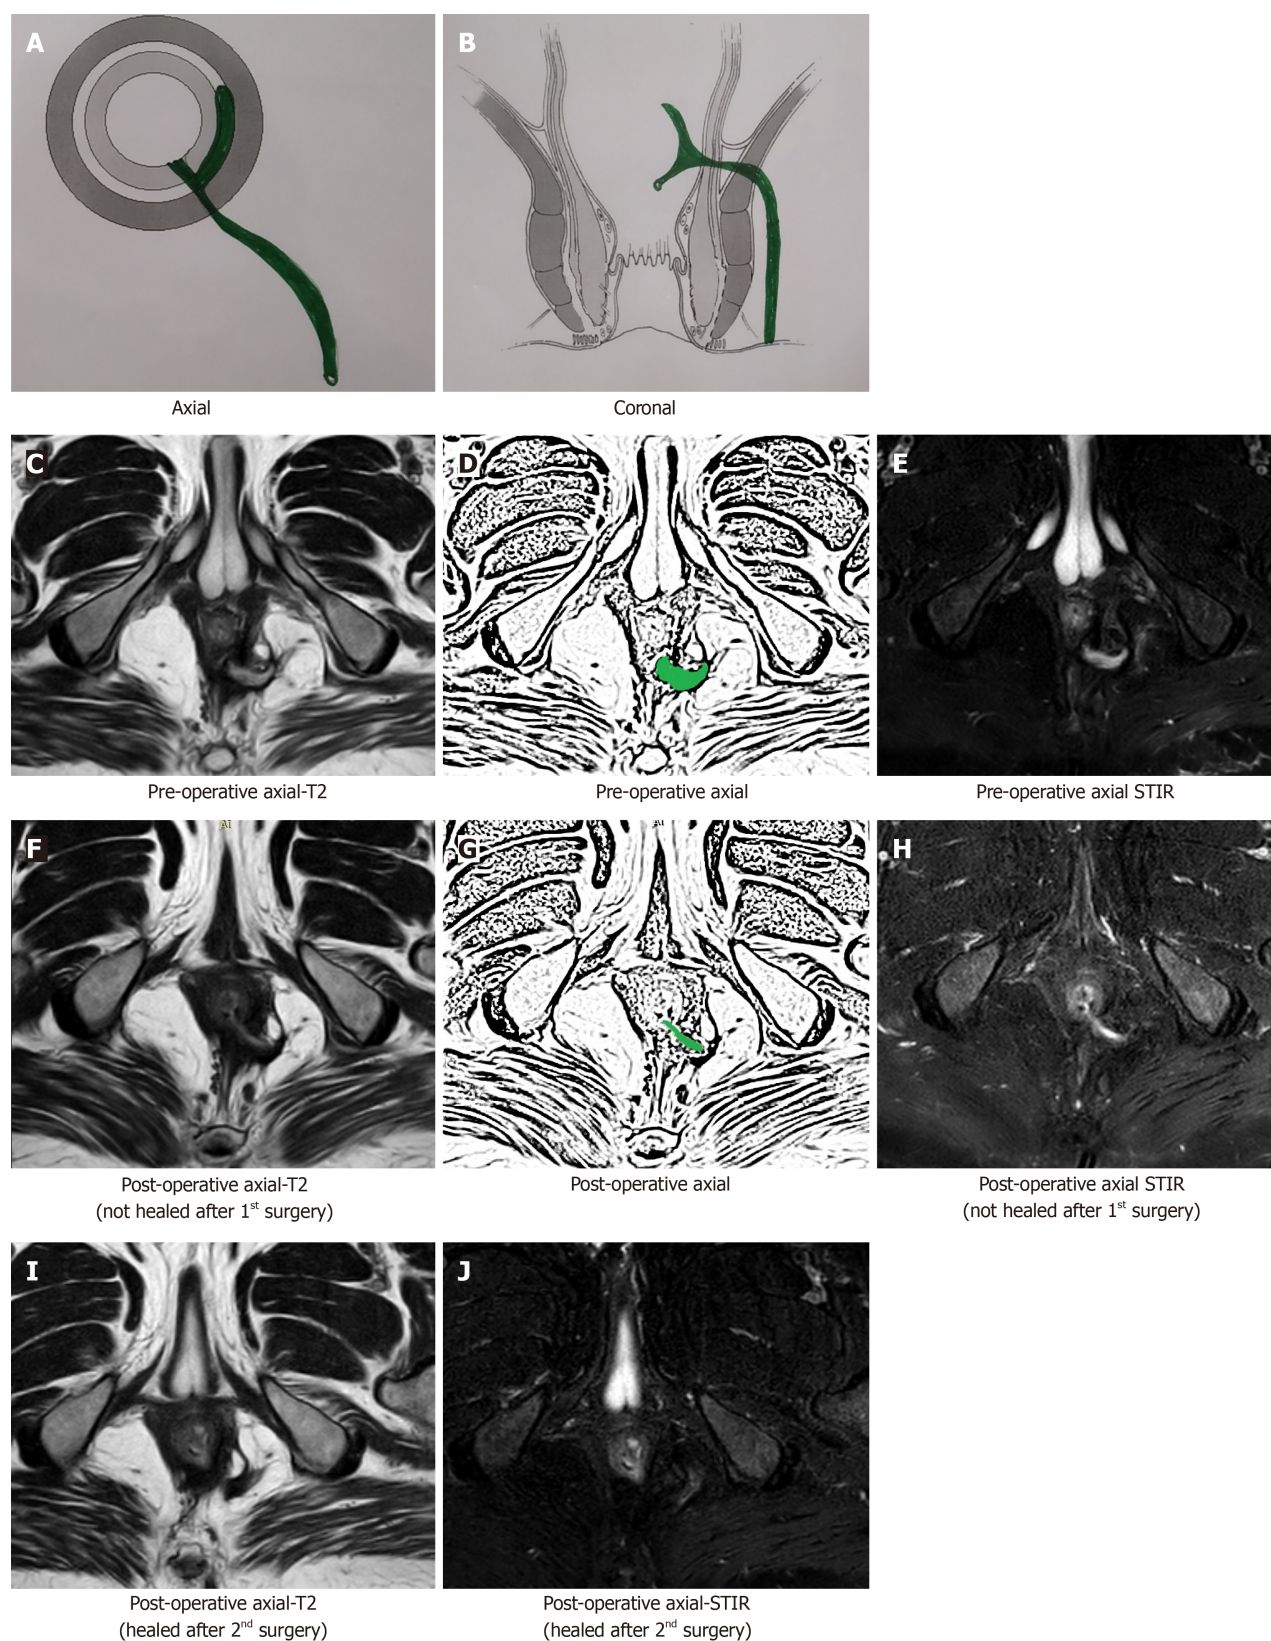 A
B
Axial
Coronal
C
D
E
Pre-operative axial-T2
Pre-operative axial
Pre-operative axial STIR
F
G
H
Post-operative axial-T2
(not healed after 1st surgery)
Post-operative axial
Post-operative axial STIR
(not healed after 1st surgery)
I
J
Post-operative axial-T2
(healed after 2nd surgery)
Post-operative axial-STIR
(healed after 2nd surgery)